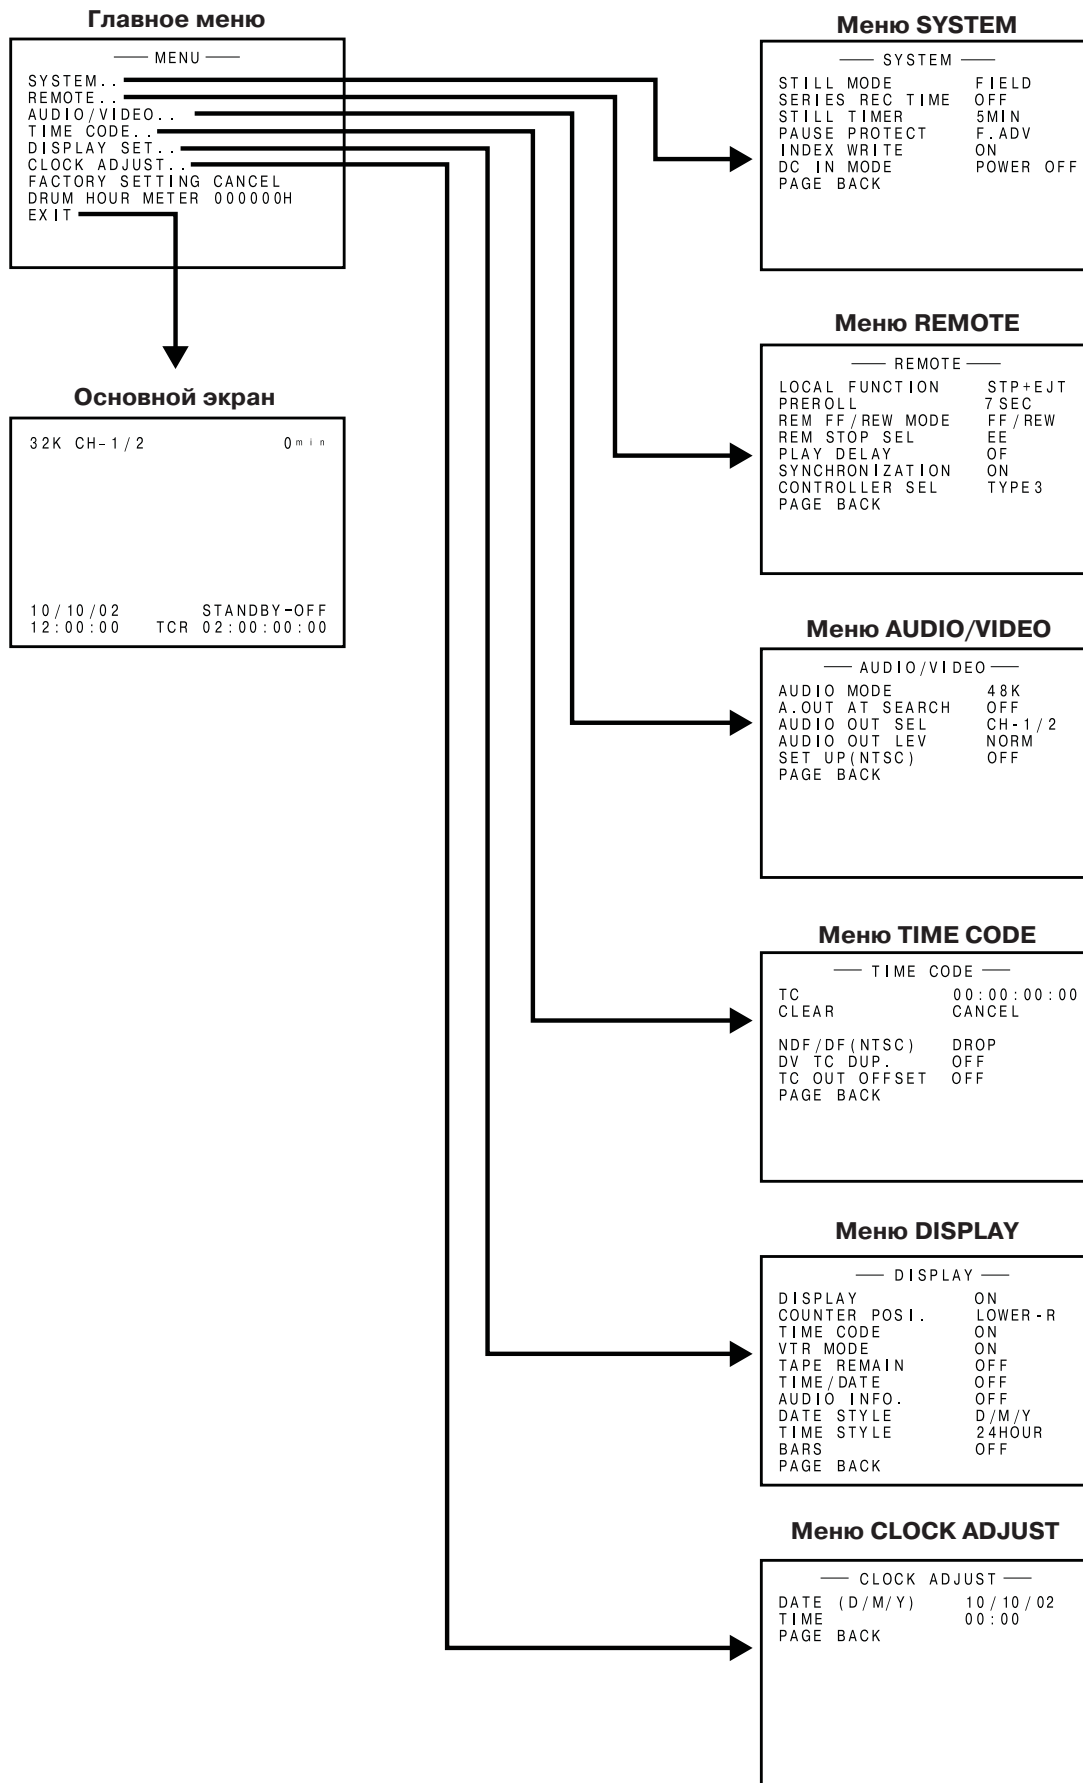 Главное меню
MENU
SYSTEM..
REMOTE..
AUDIO/VIDEO..
TIME CODE..
DISPLAY SET..
CLOCK ADJUST..
FACTORY SETTING CANCEL
DRUM HOUR METER 000000H
EXIT
Основной экран
32K CH-1/2 0min
10/10/02 STANDBY-OFF
12:00:00 TCR 02:00:00:00
Меню SYSTEM
SYSTEM
STILL MODE FIELD
SERIES REC TIME OFF
STILL TIMER 5MIN
PAUSE PROTECT F.ADV
INDEX WRITE ON
DC IN MODE POWER OFF
PAGE BACK
Меню REMOTE
REMOTE
LOCAL FUNCTION STP+EJT
PREROLL 7SEC
REM FF/REW MODE FF/REW
REM STOP SEL EE
PLAY DELAY OF
SYNCHRONIZATION ON
CONTROLLER SEL TYPE3
PAGE BACK
Меню AUDIO/VIDEO
AUDIO/VIDEO
AUDIO MODE 48K
A.OUT AT SEARCH OFF
AUDIO OUT SEL CH-1/2
AUDIO OUT LEV NORM
SET UP(NTSC) OFF
PAGE BACK
Меню TIME CODE
TIME CODE
TC 00:00:00:00
CLEAR CANCEL
NDF/DF(NTSC) DROP
DV TC DUP. OFF
TC OUT OFFSET OFF
PAGE BACK
Меню DISPLAY
DISPLAY
DISPLAY ON
COUNTER POSI. LOWER-R
TIME CODE ON
VTR MODE ON
TAPE REMAIN OFF
TIME/DATE OFF
AUDIO INFO. OFF
DATE STYLE D/M/Y
TIME STYLE 24HOUR
BARS OFF
PAGE BACK
Меню CLOCK ADJUST
CLOCK ADJUST
DATE (D/M/Y) 10/10/02
TIME 00:00
PAGE BACK